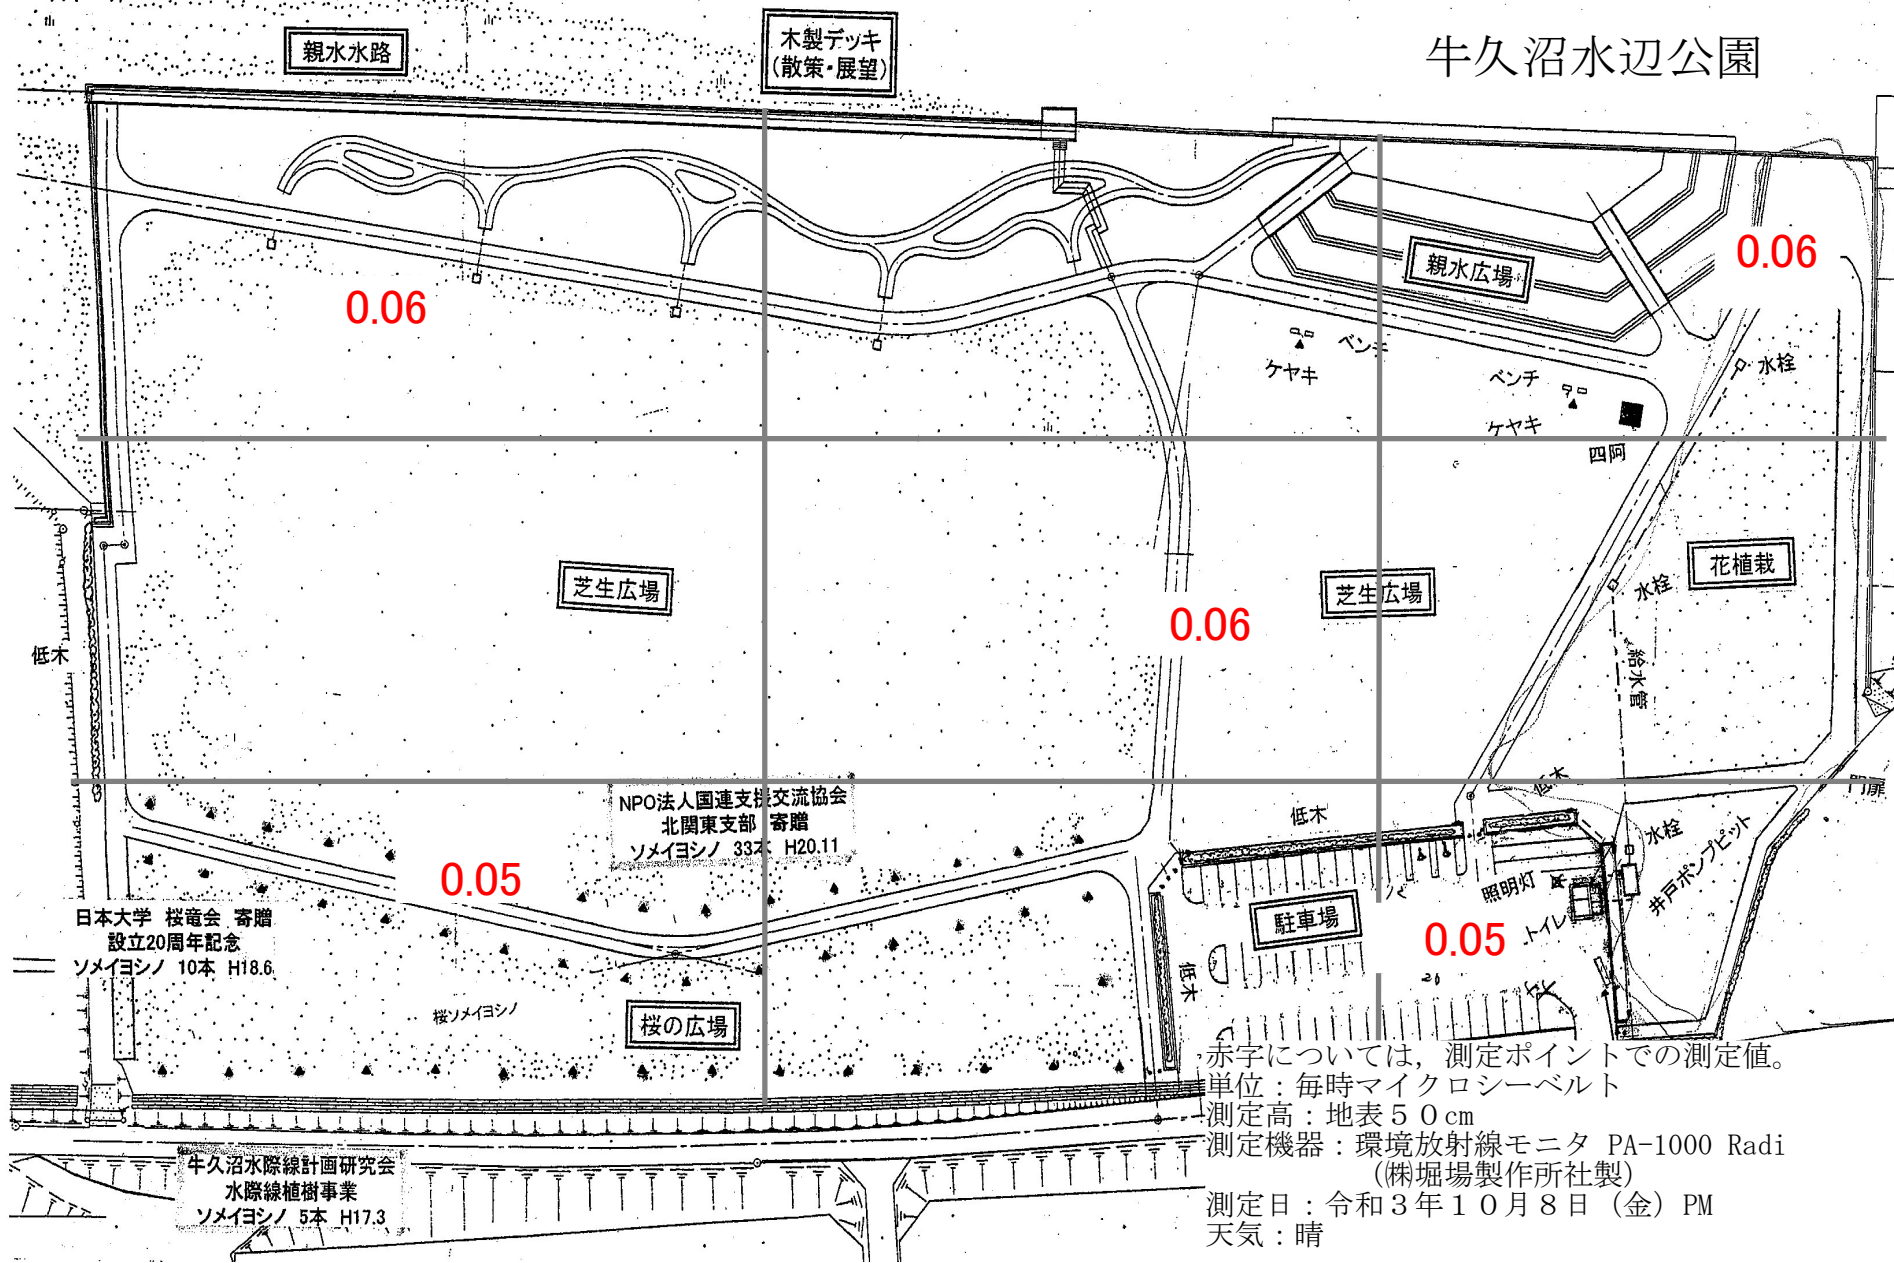 牛久沼水辺公園
親水水路
木製デッキ
(散策・展望)
0.06
0.06
親水広場
ベンチ
ケヤキ
ベンチ
ケヤキ
四阿
水栓
芝生広場
芝生広場
花植栽
水栓
給水管
0.06
低木
NPO法人国連支援交流協会
北関東支部 寄贈
ソメイヨシノ 33本 H20.11
低木
低木
門扉
水栓
井戸ポンプピット
照明灯
トイレ
0.05
駐車場
0.05
20
低木
日本大学 桜竜会 寄贈
設立20周年記念
ソメイヨシノ 10本 H18.6
桜ソメイヨシノ
桜の広場
牛久沼水際線計画研究会
水際線植樹事業
ソメイヨシノ 5本 H17.3
赤字については，測定ポイントでの測定値。
単位：毎時マイクロシーベルト
測定高：地表５０cm
測定機器：環境放射線モニタ PA-1000 Radi
(㈱堀場製作所社製)
測定日：令和３年１０月８日（金）PM
天気：晴